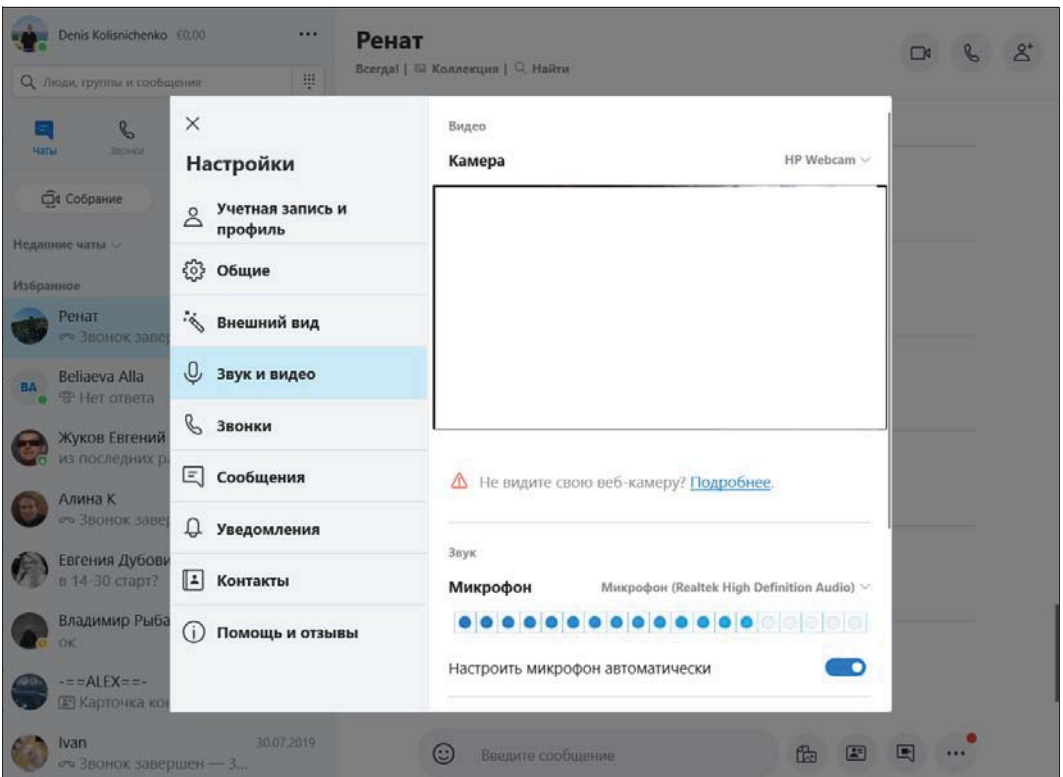 Denis Kolisnichenko €0,00
Люди, группы и сообщения
Чаты
Звонки
Собрание
Недавние чаты
Избранное
Ренат
Звонок завер
Beliaeva Alla
BA
Нет ответа
Жуков Евгений
из последних р
Алина К
Звонок завер
Евгения Дубови
в 14-30 старт?
Владимир Рыба
ок
-==ALEX==-
Карточка кон
Ivan 30.07.2019
Звонок завершен — 3...
Ренат
Всегда! | Коллекция | Найти
Настройки
Учетная запись и
профиль
Общие
Внешний вид
Звук и видео
Звонки
Сообщения
Уведомления
Контакты
Помощь и отзывы
Видео
Камера HP Webcam
Не видите свою веб-камеру? Подробнее.
Звук
Микрофон Микрофон (Realtek High Definition Audio)
Настроить микрофон автоматически
Введите сообщение